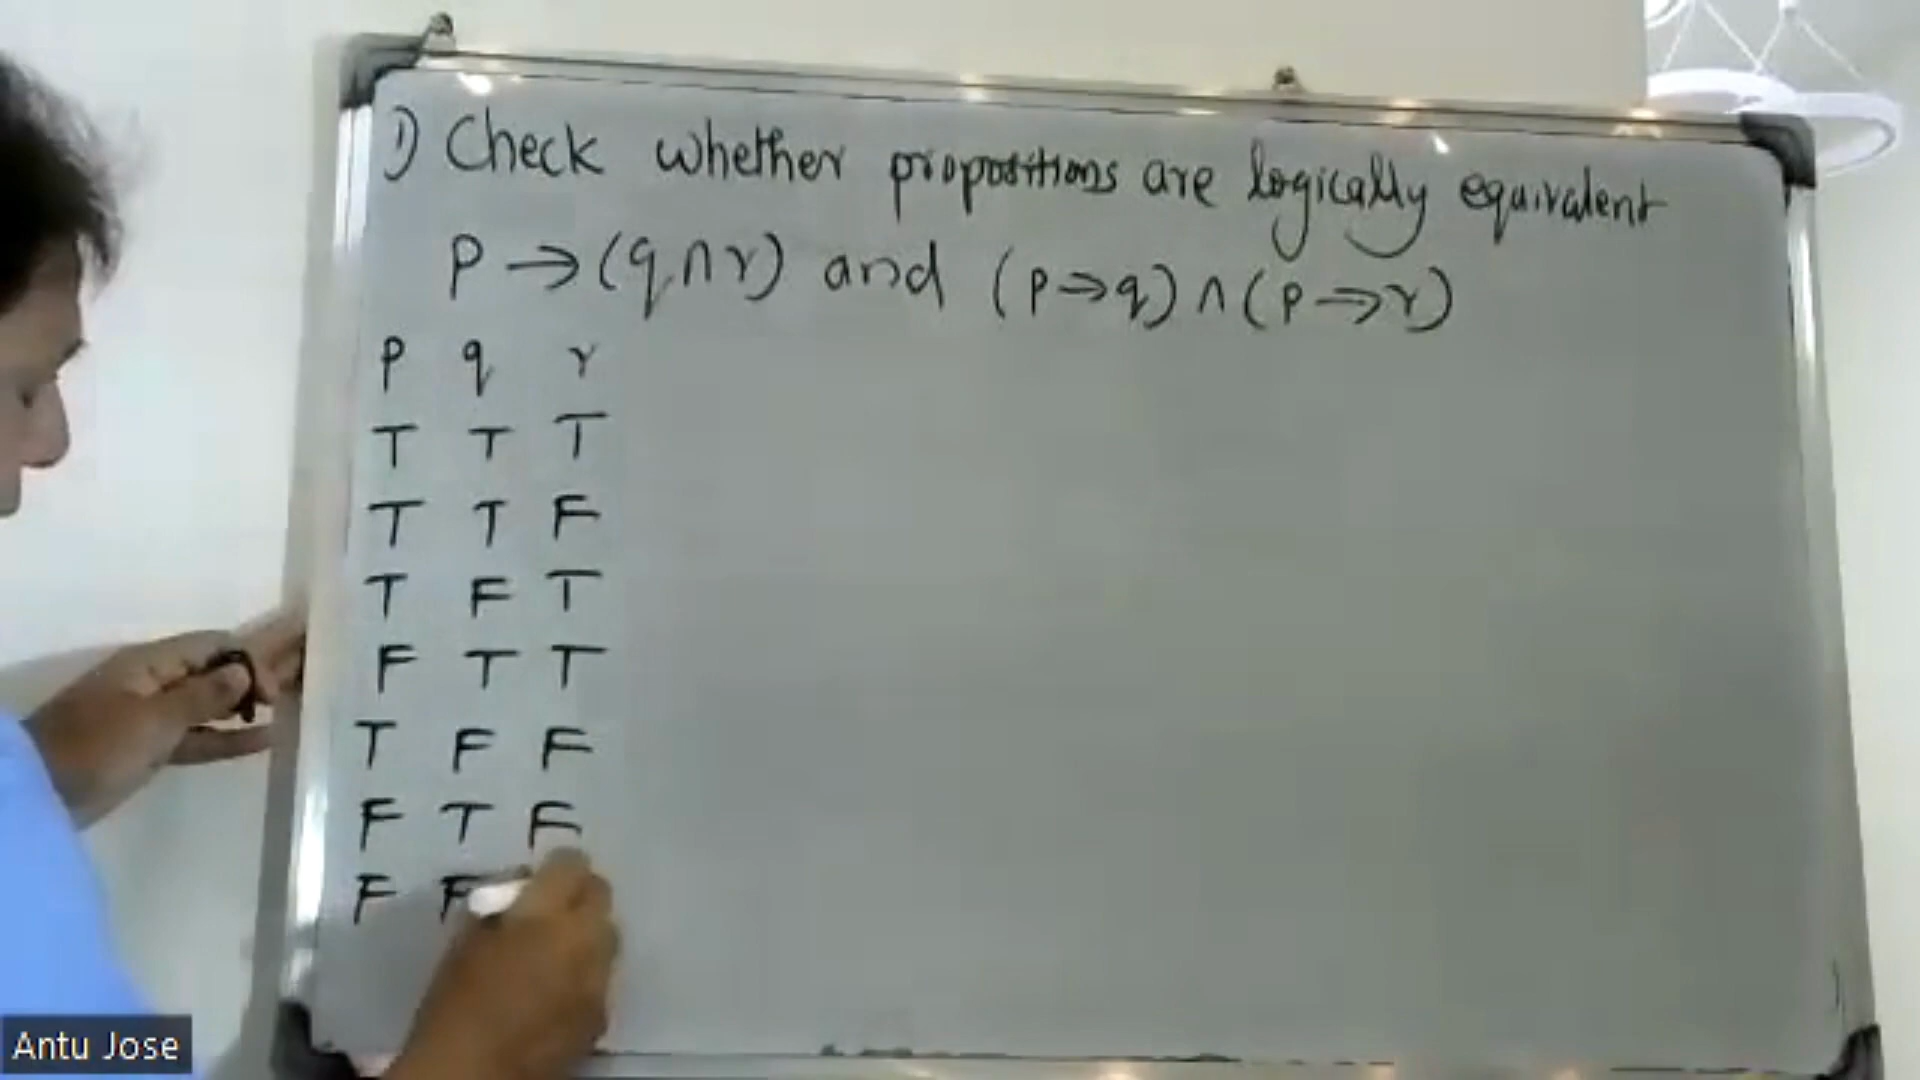 1) Check whether propositions are logically equivalent
p → (q ∧ r) and (p → q) ∧ (p → r)
p q r
T T T
T T F
T F T
F T T
T F F
F T F
F F
Antu Jose